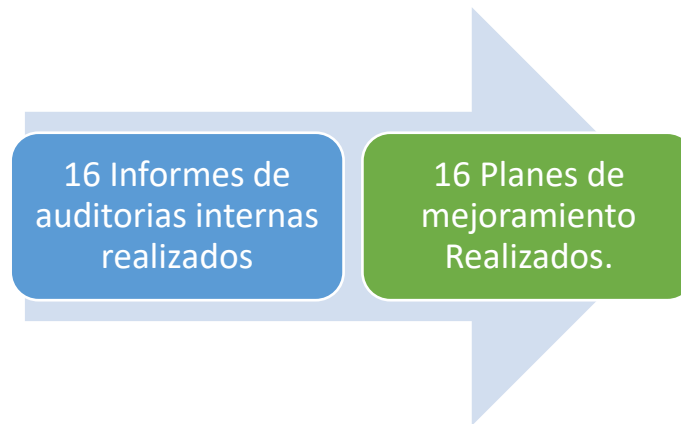 16 Informes de
auditorias internas
realizados
16 Planes de
mejoramiento
Realizados.